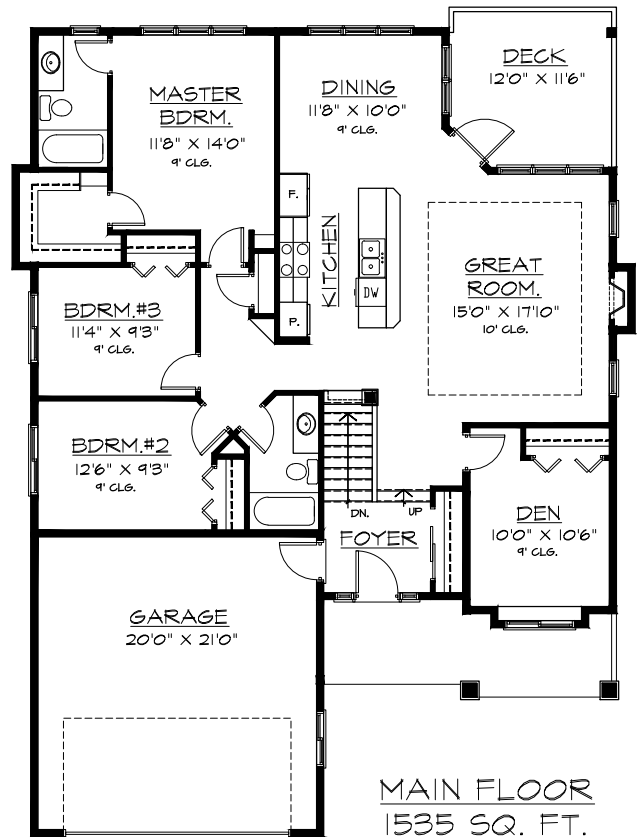 DECK
12'0" X 11'6"
MASTER
BDRM.
11'8" X 14'0"
9' CLG.
DINING
11'8" X 10'0"
9' CLG.
F.
KITCHEN
DW
P.
GREAT
ROOM.
15'0" X 17'10"
10' CLG.
BDRM.#3
11'4" X 9'3"
9' CLG.
BDRM.#2
12'6" X 9'3"
9' CLG.
DN.
UP
FOYER
DEN
10'0" X 10'6"
9' CLG.
GARAGE
20'0" X 21'0"
MAIN FLOOR
1535 SQ. FT.